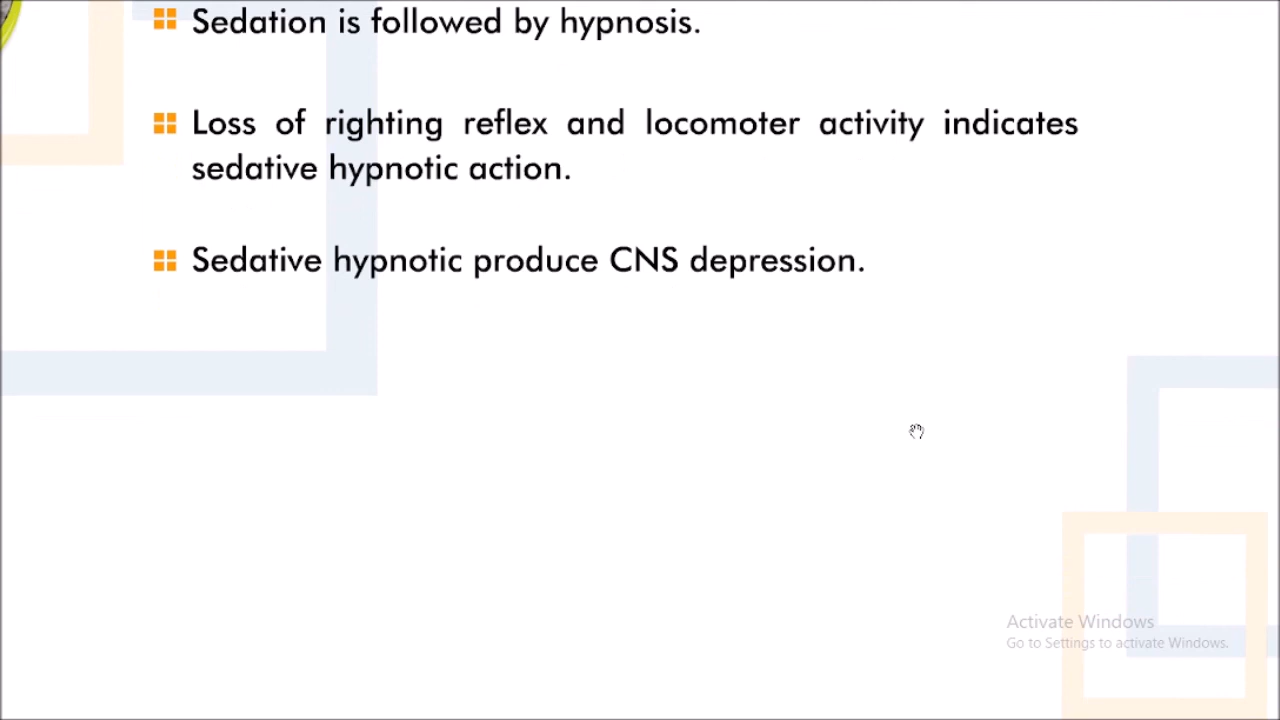 Sedation is followed by hypnosis.
Loss of righting reflex and locomoter activity indicates
sedative hypnotic action.
Sedative hypnotic produce CNS depression.
Activate Windows
Go to Settings to activate Windows.